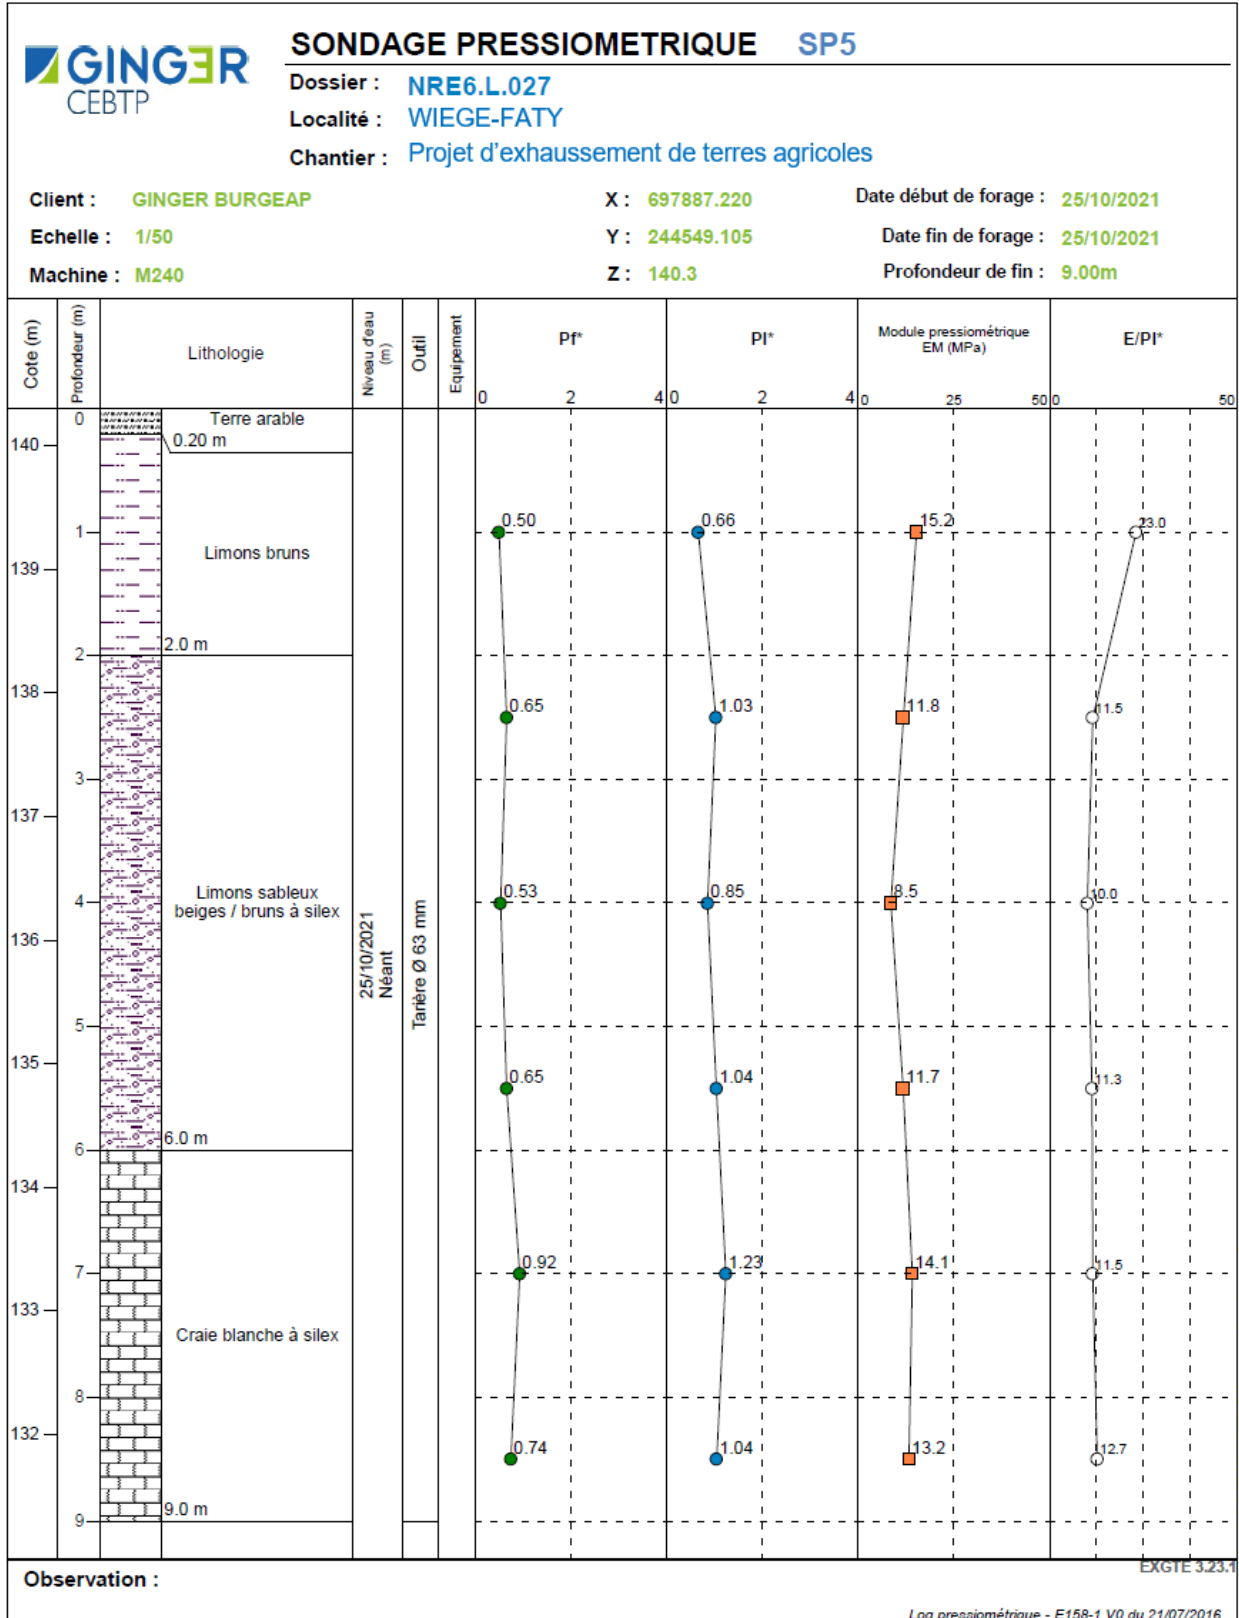 GINGER
CEBTP
SONDAGE PRESSIOMETRIQUE SP5
Dossier : NRE6.L.027
Localité : WIEGE-FATY
Chantier : Projet d'exhaussement de terres agricoles
Client : GINGER BURGEAP X : 697887.220 Date début de forage : 25/10/2021
Echelle : 1/50 Y : 244549.105 Date fin de forage : 25/10/2021
Machine : M240 Z : 140.3 Profondeur de fin : 9.00m
Cote (m)
Profondeur (m)
Lithologie
Niveau d'eau
(m)
Outil
Equipement
Pf*
Pl*
Module pressiométrique
EM (MPa)
E/Pl*
0 2 4 0 2 4 0 25 50 0 50
0 Terre arable
140 0.20 m
1 0.50 0.66 15.2 23.0
Limons bruns
139
2.0 m
2
138
0.65 1.03 11.8 11.5
3
137
4 Limons sableux 0.53 0.85 8.5 10.0
beiges / bruns à silex
136
25/10/2021
Néant
Tarière Ø 63 mm
5
135
0.65 1.04 11.7 11.3
6.0 m
6
134
7 0.92 1.23 14.1 11.5
133
Craie blanche à silex
8
132
0.74 1.04 13.2 12.7
9.0 m
9
EXGTE 3.23.1
Observation :
Log pressiométrique - F158-1 V0 du 21/07/2016